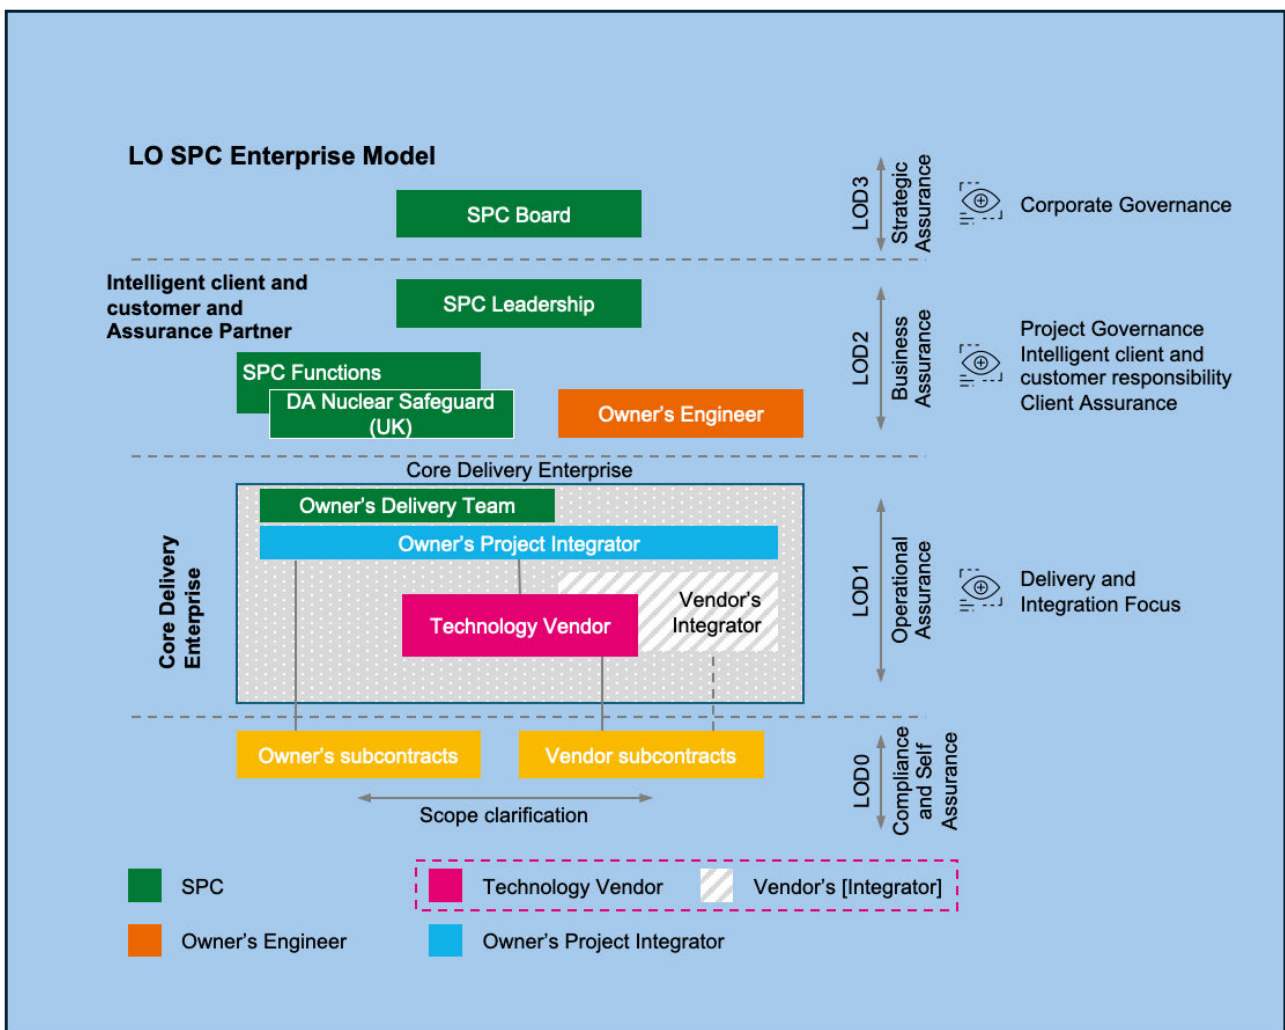 LO SPC Enterprise Model
SPC Board
LOD3
Strategic
Assurance
Corporate Governance
Intelligent client and
customer and
Assurance Partner
SPC Leadership
SPC Functions
DA Nuclear Safeguard
(UK)
Owner's Engineer
LOD2
Business
Assurance
Project Governance
Intelligent client and
customer responsibility
Client Assurance
Core Delivery Enterprise
Core Delivery
Enterprise
Owner's Delivery Team
Owner's Project Integrator
Technology Vendor
Vendor's
Integrator
LOD1
Operational
Assurance
Delivery and
Integration Focus
Owner's subcontracts
Vendor subcontracts
Scope clarification
LOD0
Compliance
and Self
Assurance
SPC
Technology Vendor
Vendor's [Integrator]
Owner's Engineer
Owner's Project Integrator